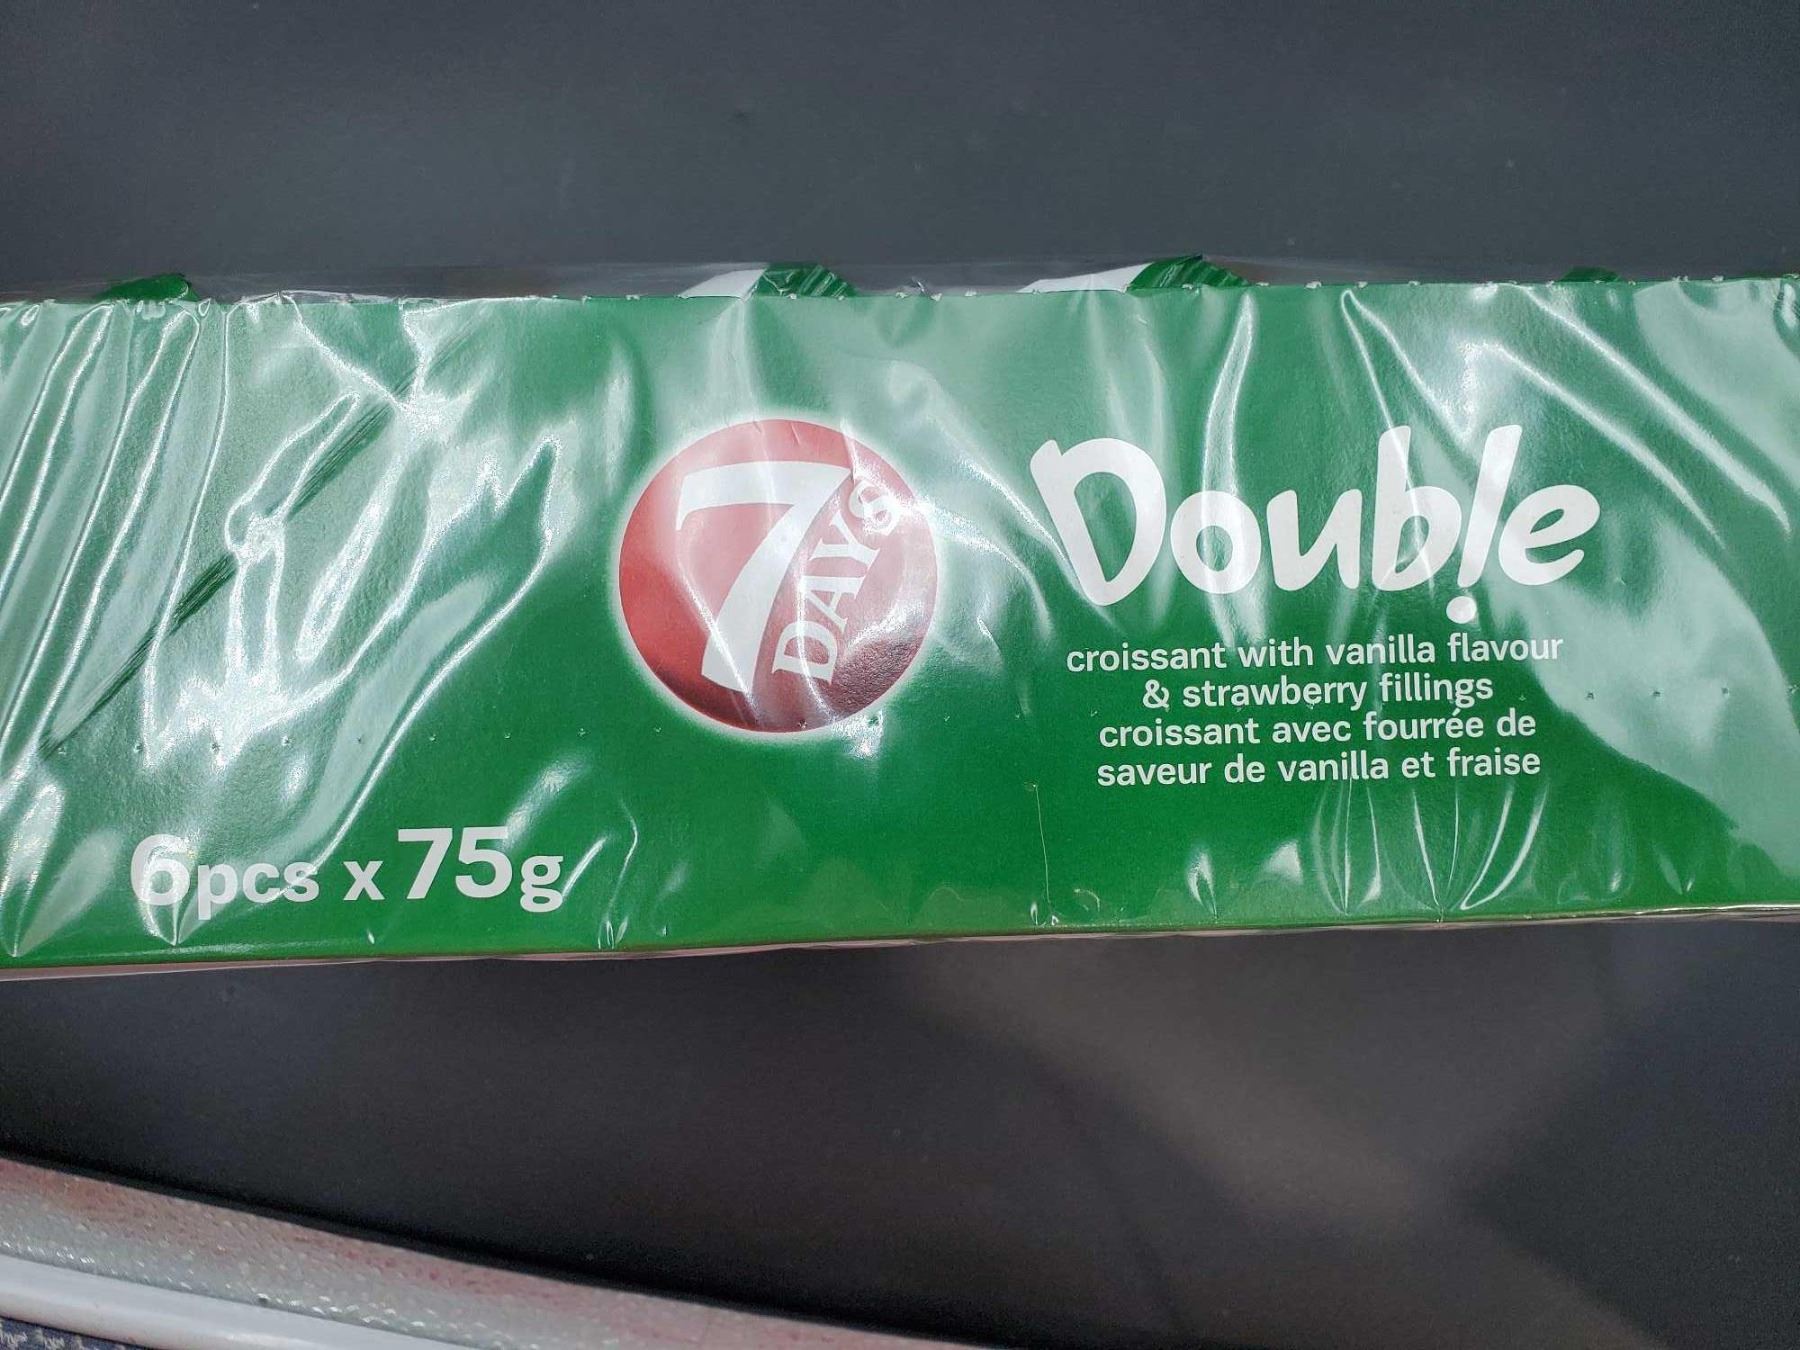 7
DAYS
Double
croissant with vanilla flavour
& strawberry fillings
croissant avec fourrée de
saveur de vanilla et fraise
6pcs x 75g